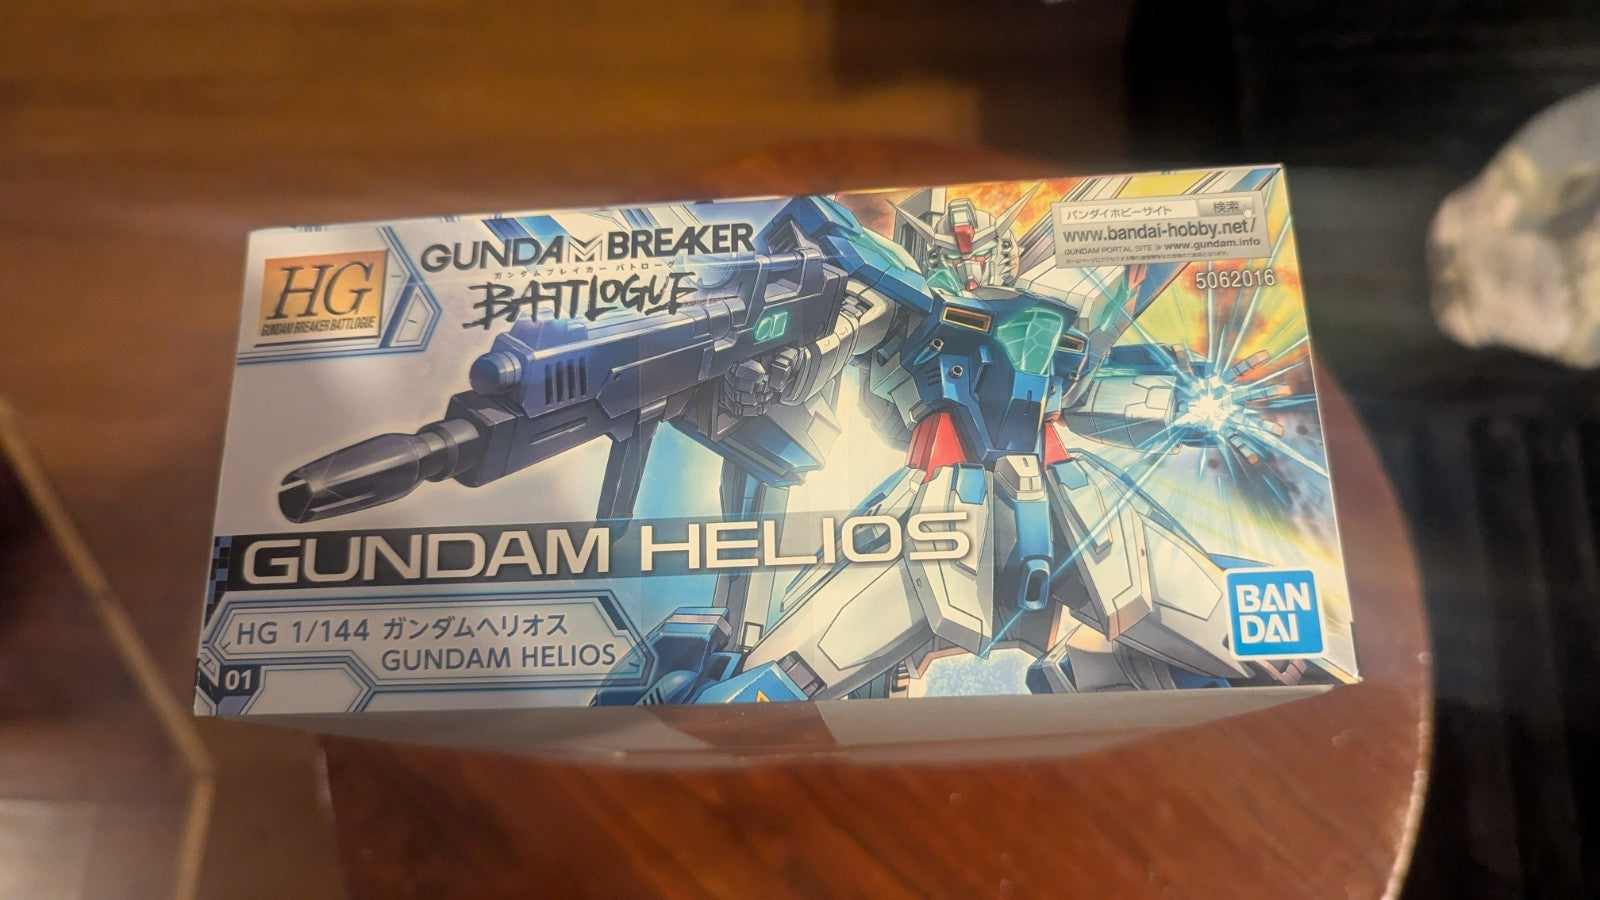 HG
GUNDAM BREAKER BATTLOGUE
GUNDAM BREAKER
ガンダムブレイカー バトローグ
BATTLOGUE
バンダイホビーサイト 検索
www.bandai-hobby.net/
GUNDAM PORTAL SITE www.gundam.info
5062016
01
GUNDAM HELIOS
HG 1/144 ガンダムヘリオス
GUNDAM HELIOS
01
BAN
DAI